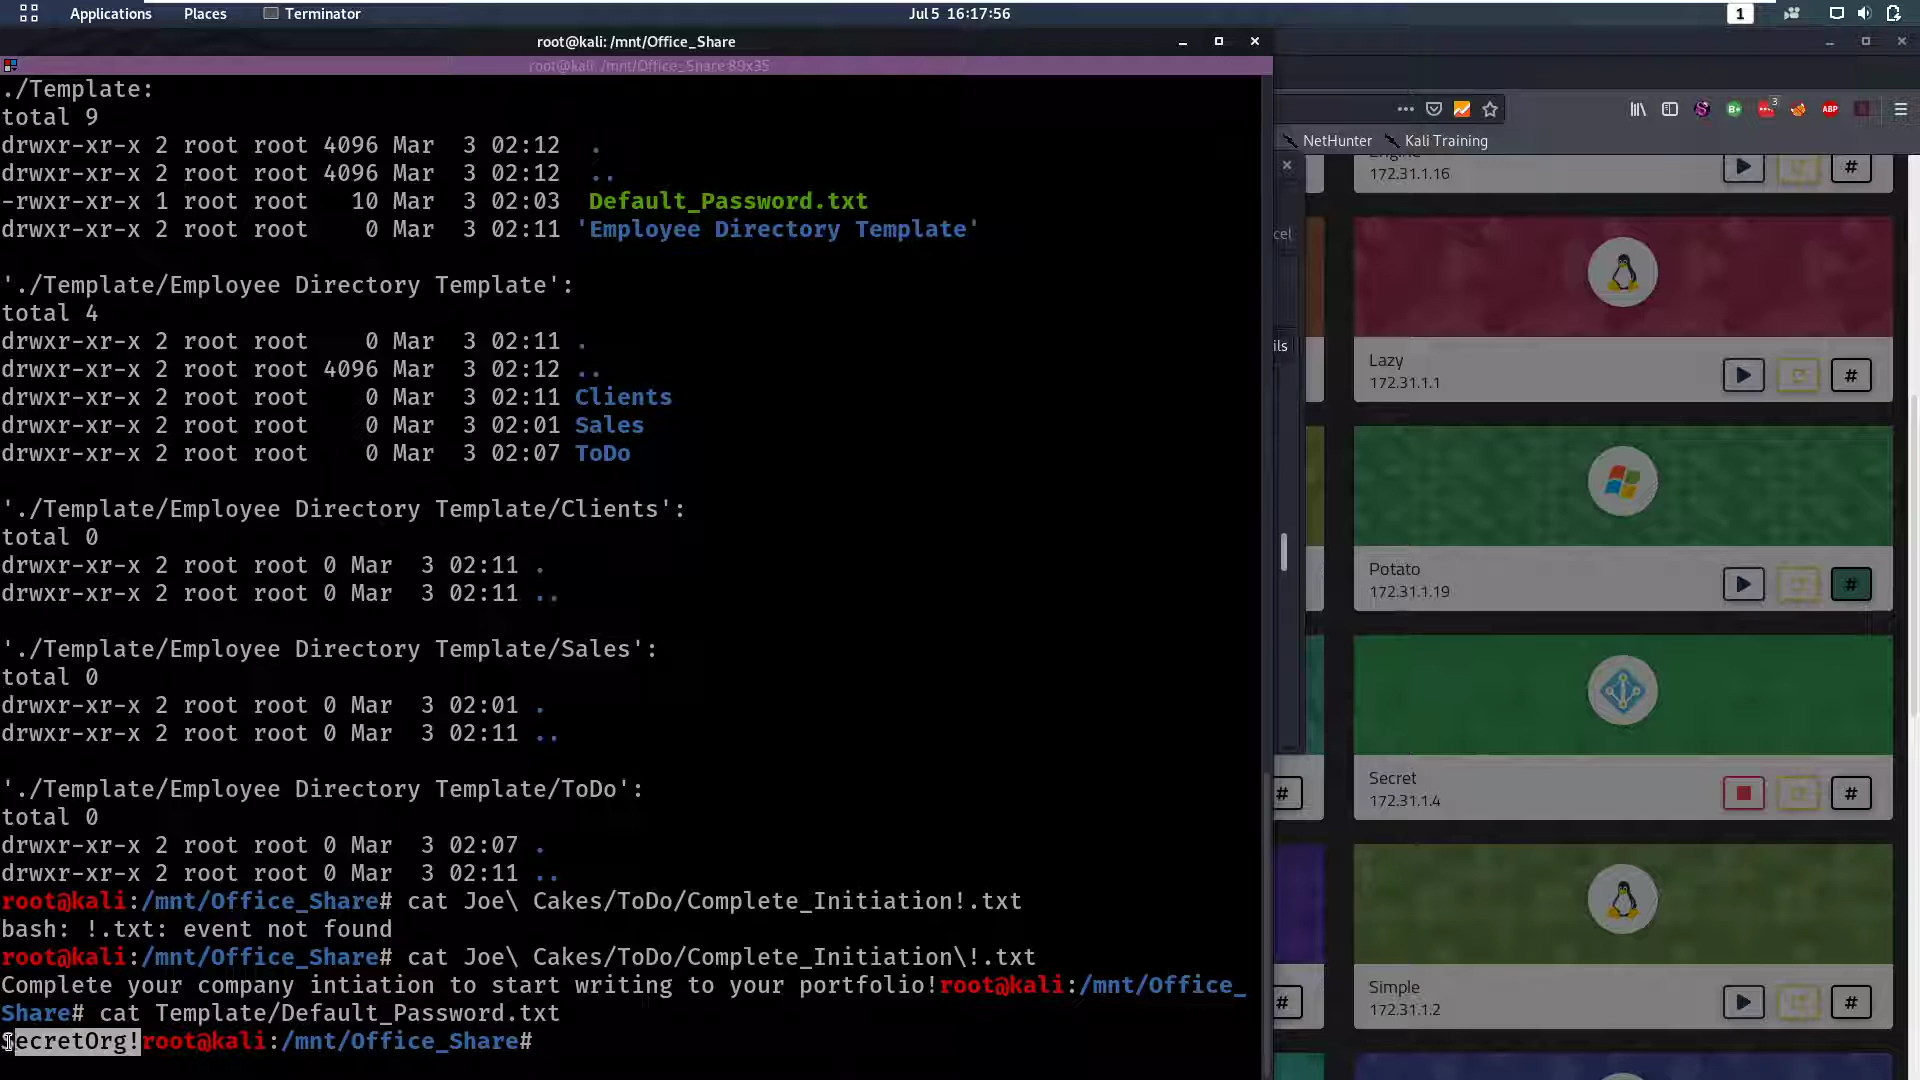 Applications Places Terminator Jul 5 16:17:56 1
root@kali: /mnt/Office_Share
root@kali: /mnt/Office_Share 89x35
./Template:
total 9
drwxr-xr-x 2 root root 4096 Mar  3 02:12  .
drwxr-xr-x 2 root root 4096 Mar  3 02:12  ..
-rwxr-xr-x 1 root root   10 Mar  3 02:03  Default_Password.txt
drwxr-xr-x 2 root root    0 Mar  3 02:11 'Employee Directory Template'
'./Template/Employee Directory Template':
total 4
drwxr-xr-x 2 root root    0 Mar  3 02:11 .
drwxr-xr-x 2 root root 4096 Mar  3 02:12 ..
drwxr-xr-x 2 root root    0 Mar  3 02:11 Clients
drwxr-xr-x 2 root root    0 Mar  3 02:01 Sales
drwxr-xr-x 2 root root    0 Mar  3 02:07 ToDo
'./Template/Employee Directory Template/Clients':
total 0
drwxr-xr-x 2 root root 0 Mar  3 02:11 .
drwxr-xr-x 2 root root 0 Mar  3 02:11 ..
'./Template/Employee Directory Template/Sales':
total 0
drwxr-xr-x 2 root root 0 Mar  3 02:01 .
drwxr-xr-x 2 root root 0 Mar  3 02:11 ..
'./Template/Employee Directory Template/ToDo':
total 0
drwxr-xr-x 2 root root 0 Mar  3 02:07 .
drwxr-xr-x 2 root root 0 Mar  3 02:11 ..
root@kali:/mnt/Office_Share# cat Joe\ Cakes/ToDo/Complete_Initiation!.txt
bash: !.txt: event not found
root@kali:/mnt/Office_Share# cat Joe\ Cakes/ToDo/Complete_Initiation\!.txt
Complete your company intiation to start writing to your portfolio!root@kali:/mnt/Office_
Share# cat Template/Default_Password.txt
SecretOrg!root@kali:/mnt/Office_Share#
3
ABP
NetHunter Kali Training
Engine
172.31.1.16
#
cel
ils
Lazy
172.31.1.1
#
Potato
172.31.1.19
#
Secret
172.31.1.4
#
#
Simple
172.31.1.2
#
#